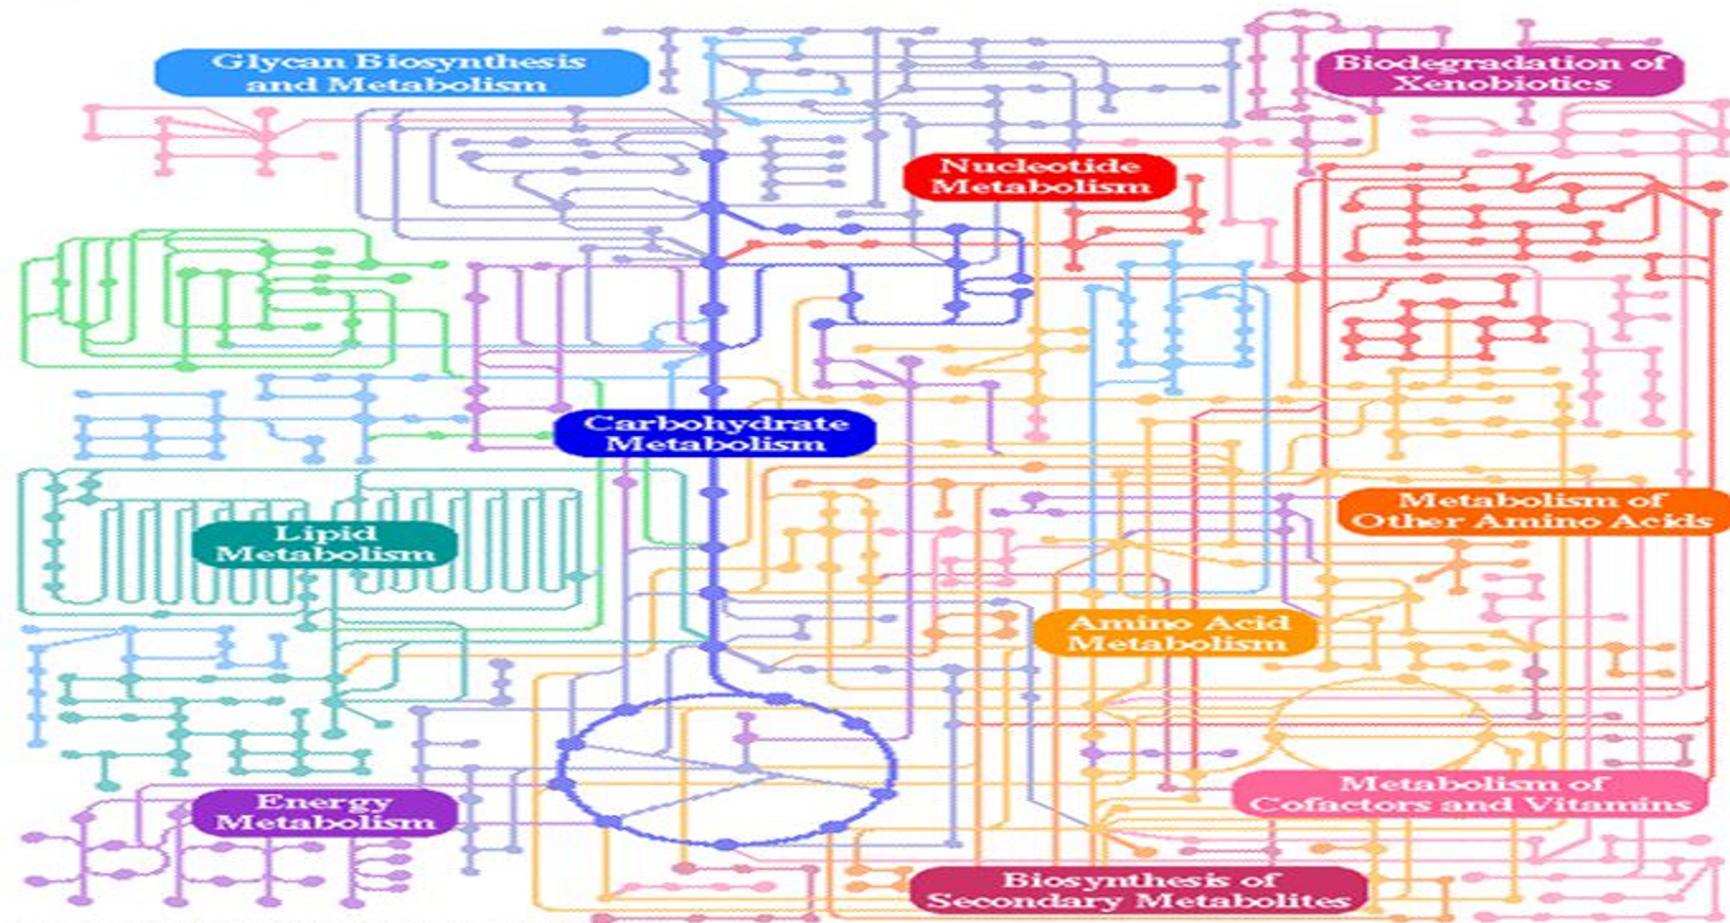 Glycan Biosynthesis
and Metabolism
Biodegradation of
Xenobiotics
Nucleotide
Metabolism
Carbohydrate
Metabolism
Metabolism of
Other Amino Acids
Lipid
Metabolism
Amino Acid
Metabolism
Metabolism of
Cofactors and Vitamins
Energy
Metabolism
Biosynthesis of
Secondary Metabolites